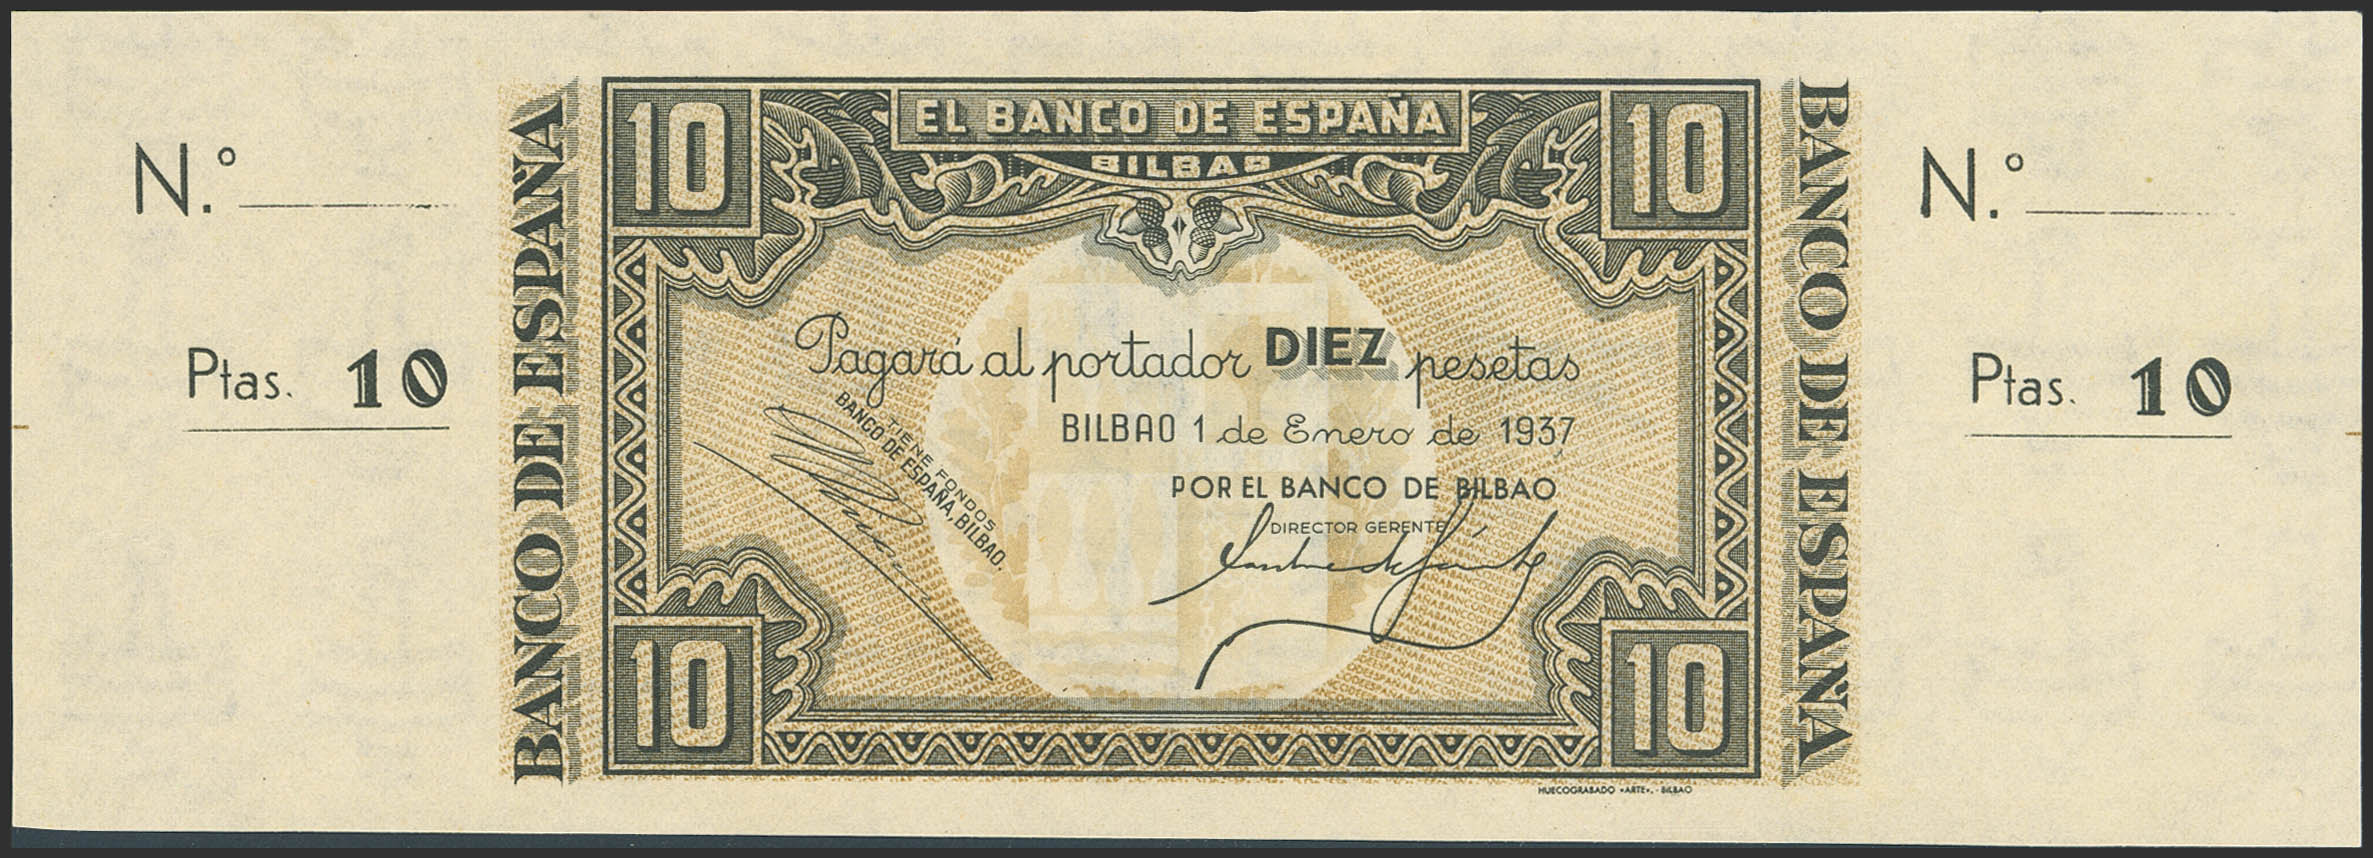 EL BANCO DE ESPAÑA
BILBAO
10
10
N.º
Ptas. 10
BANCO DE ESPAÑA
Pagará al portador DIEZ pesetas
BILBAO 1 de Enero de 1937
TIENE FONDOS
BANCO DE ESPAÑA, BILBAO.
POR EL BANCO DE BILBAO
DIRECTOR GERENTE
10
10
BANCO DE ESPAÑA
N.º
Ptas. 10
HUECOGRABADO «ARTE». - BILBAO